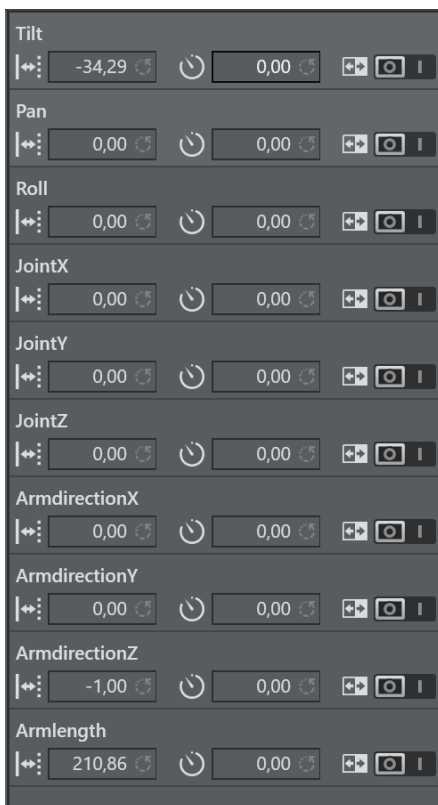 Tilt
-34,29 0,00
Pan
0,00 0,00
Roll
0,00 0,00
JointX
0,00 0,00
JointY
0,00 0,00
JointZ
0,00 0,00
ArmdirectionX
0,00 0,00
ArmdirectionY
0,00 0,00
ArmdirectionZ
-1,00 0,00
Armlength
210,86 0,00